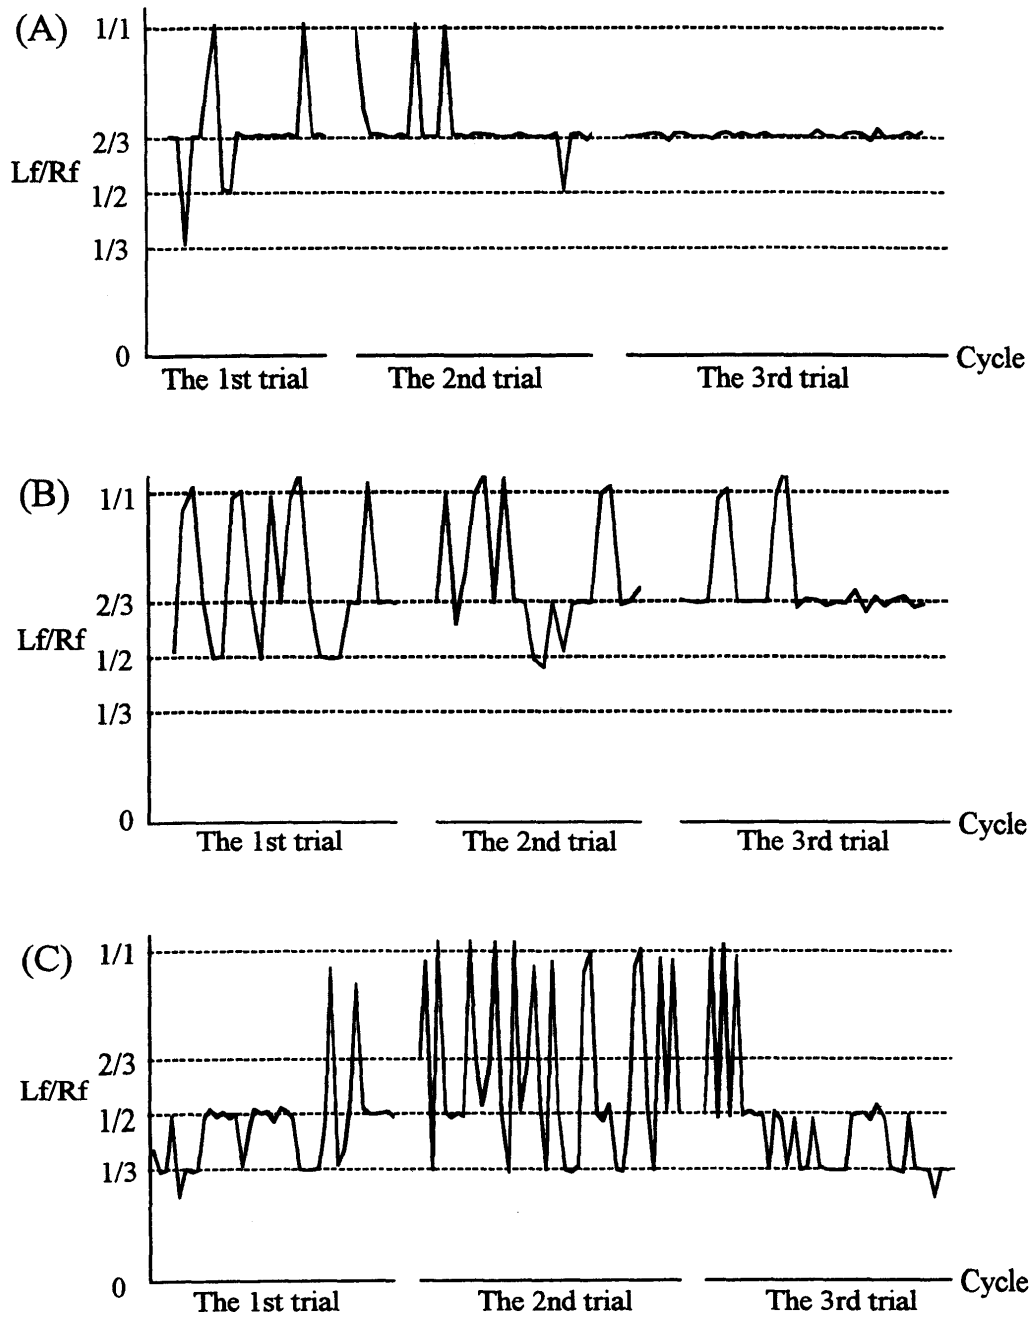 (A)
1/1
2/3
Lf/Rf
1/2
1/3
0
Cycle
The 1st trial The 2nd trial The 3rd trial
(B)
1/1
2/3
Lf/Rf
1/2
1/3
0
Cycle
The 1st trial The 2nd trial The 3rd trial
(C)
1/1
2/3
Lf/Rf
1/2
1/3
0
Cycle
The 1st trial The 2nd trial The 3rd trial